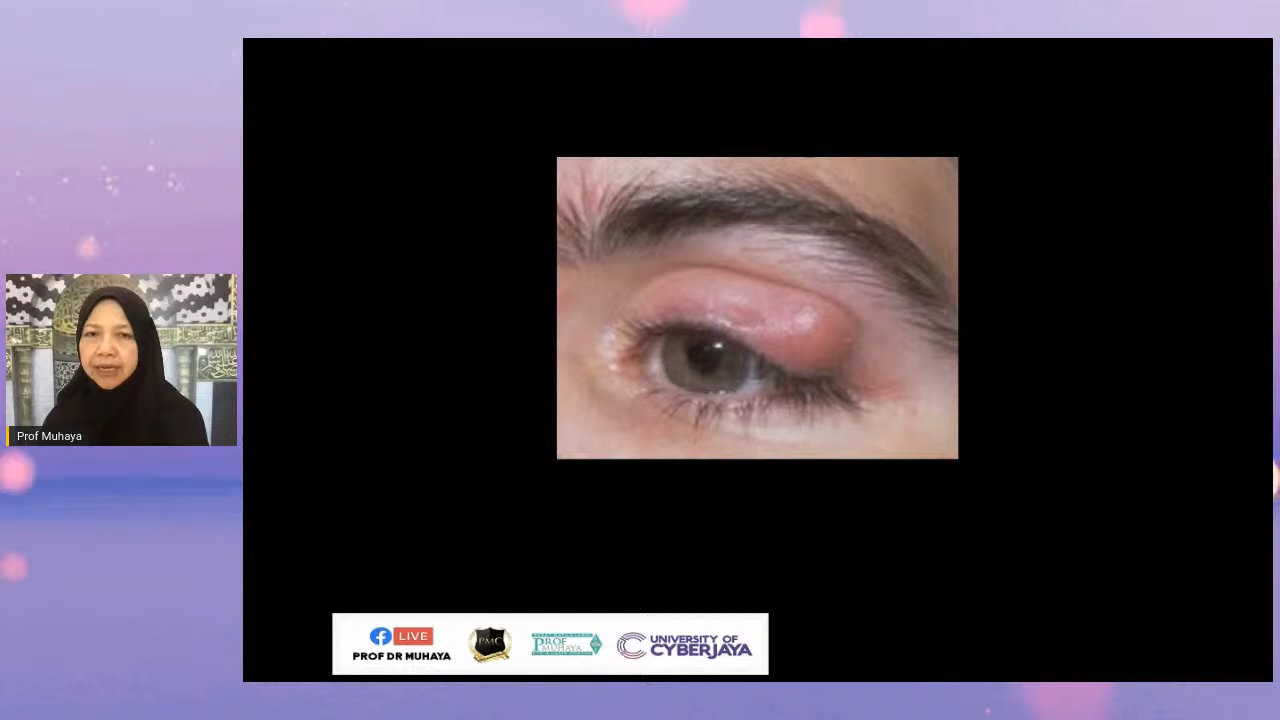 Prof Muhaya
LIVE
PROF DR MUHAYA
PMC
PROF
MUHAYA
UNIVERSITY OF
CYBERJAYA